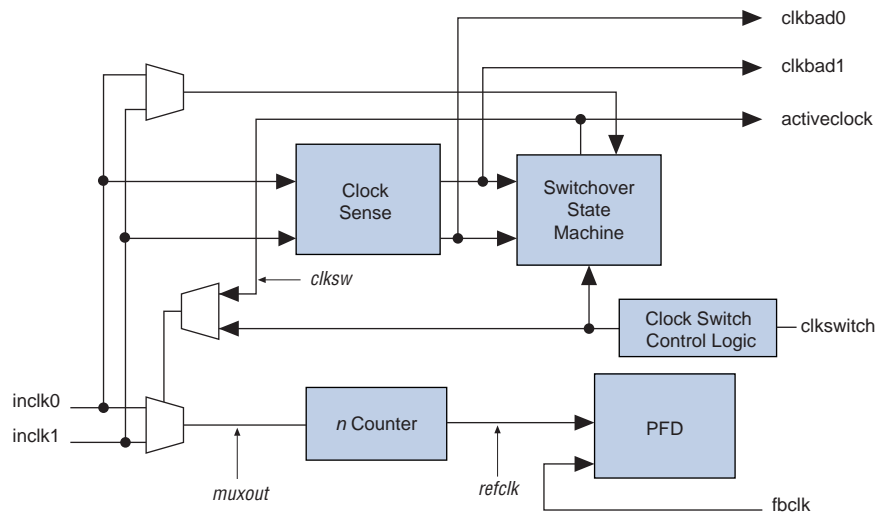 clkbad0
clkbad1
activeclock
Clock
Sense
Switchover
State
Machine
clksw
Clock Switch
Control Logic
clkswitch
inclk0
inclk1
n Counter
PFD
muxout
refclk
fbclk